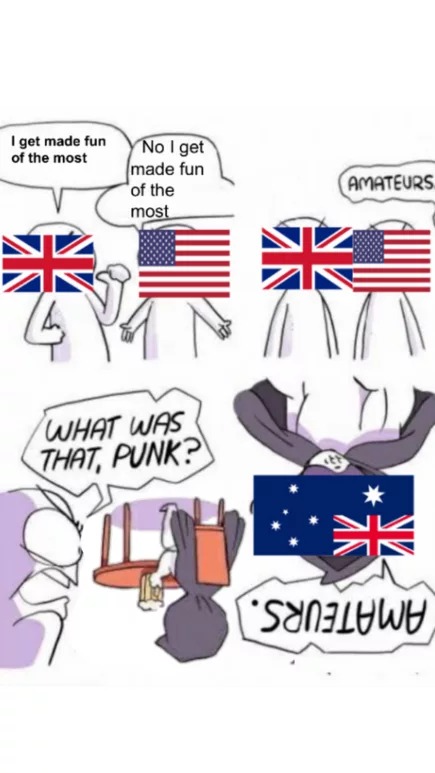 I get made fun
of the most
No I get
made fun
of the
most
AMATEURS
WHAT WAS
THAT, PUNK?
AMATEURS.